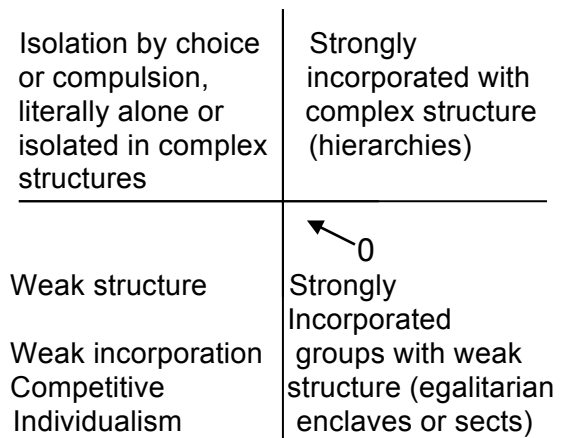 Isolation by choice
or compulsion,
literally alone or
isolated in complex
structures
Strongly
incorporated with
complex structure
(hierarchies)
0
Weak structure
Weak incorporation
Competitive
Individualism
Strongly
Incorporated
groups with weak
structure (egalitarian
enclaves or sects)